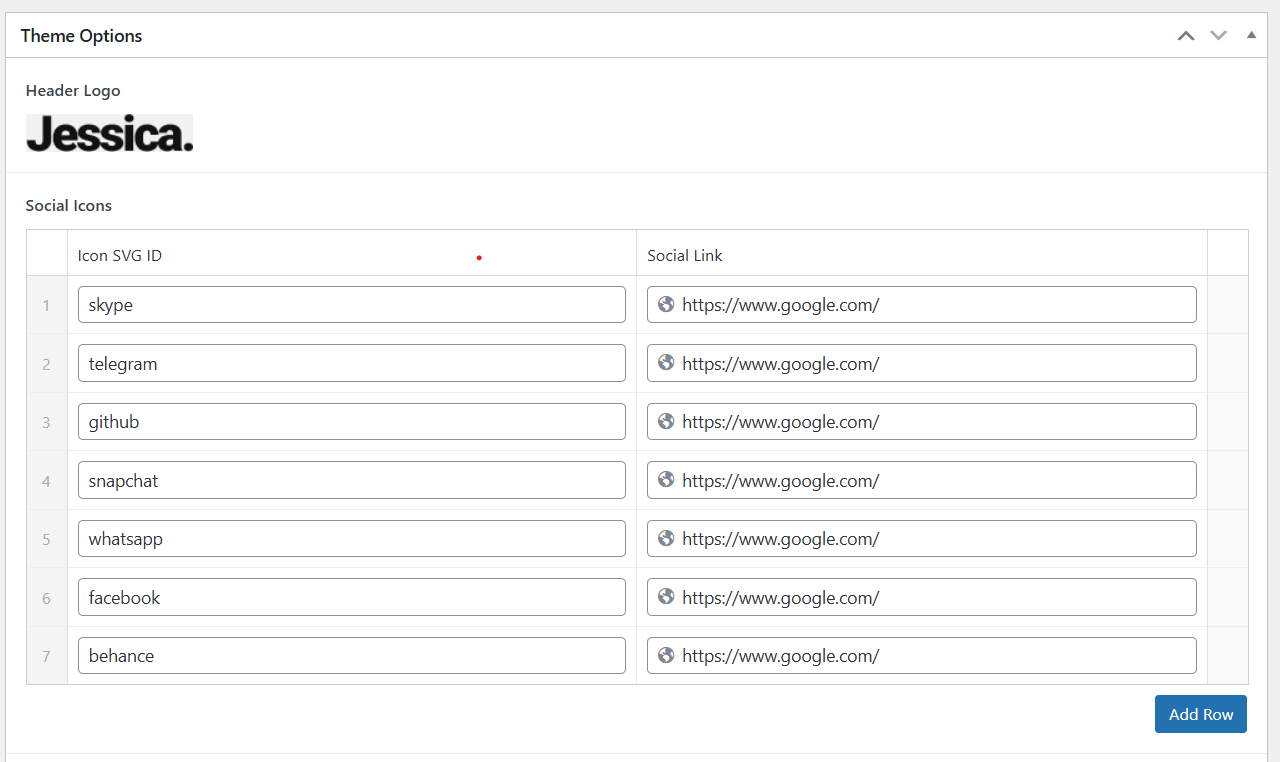 Theme Options
Header Logo
Jessica.
Social Icons
Icon SVG ID Social Link
1 skype https://www.google.com/
2 telegram https://www.google.com/
3 github https://www.google.com/
4 snapchat https://www.google.com/
5 whatsapp https://www.google.com/
6 facebook https://www.google.com/
7 behance https://www.google.com/
Add Row